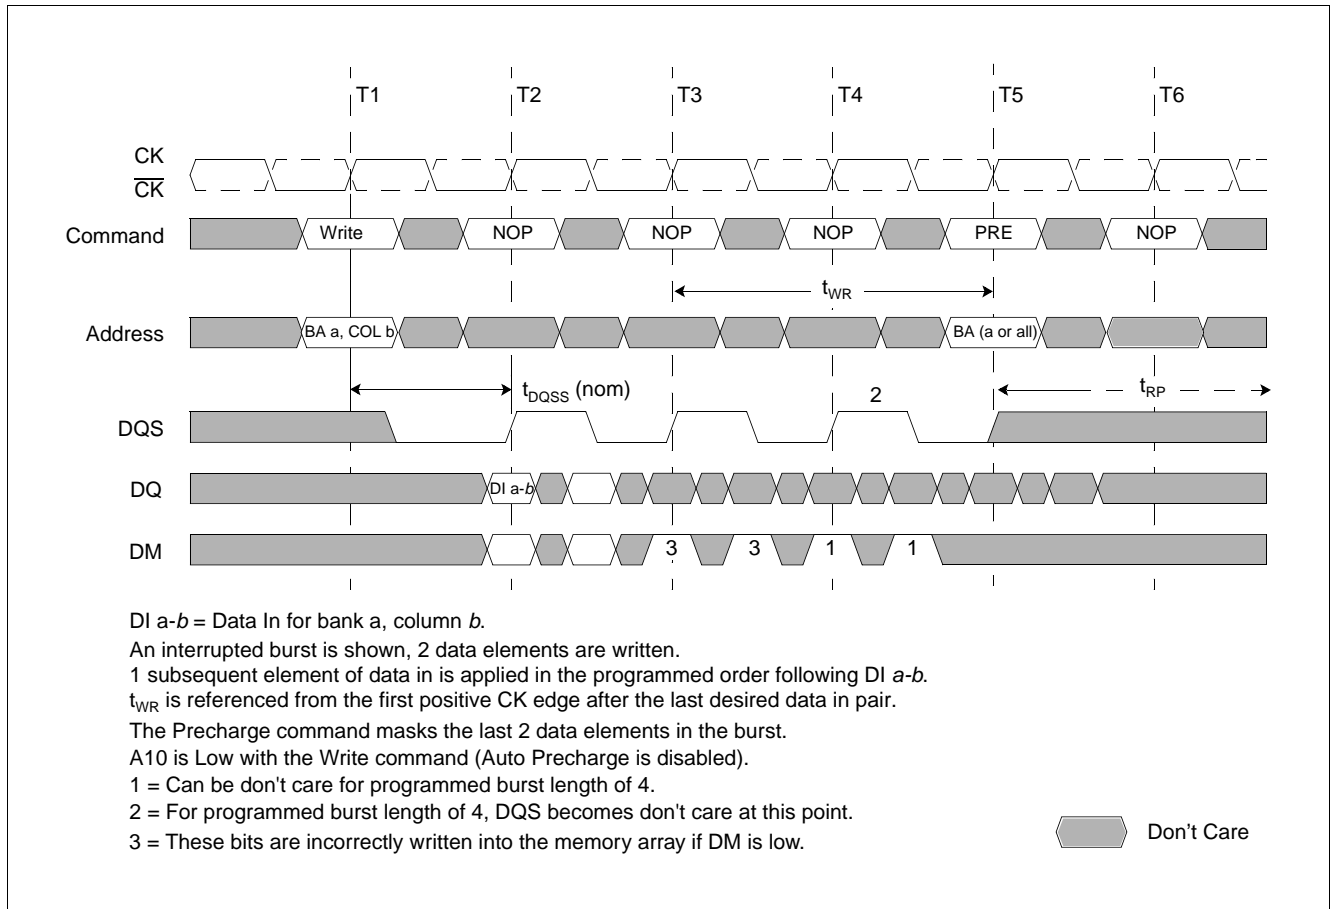 T1 T2 T3 T4 T5 T6
CK
CK
Command Write NOP NOP NOP PRE NOP
tWR
Address BA a, COL b BA (a or all)
tDQSS (nom) tRP
2
DQS
DQ DI a-b
DM 3 3 1 1
DI a-b = Data In for bank a, column b.
An interrupted burst is shown, 2 data elements are written.
1 subsequent element of data in is applied in the programmed order following DI a-b.
tWR is referenced from the first positive CK edge after the last desired data in pair.
The Precharge command masks the last 2 data elements in the burst.
A10 is Low with the Write command (Auto Precharge is disabled).
1 = Can be don't care for programmed burst length of 4.
2 = For programmed burst length of 4, DQS becomes don't care at this point.
3 = These bits are incorrectly written into the memory array if DM is low.
Don't Care